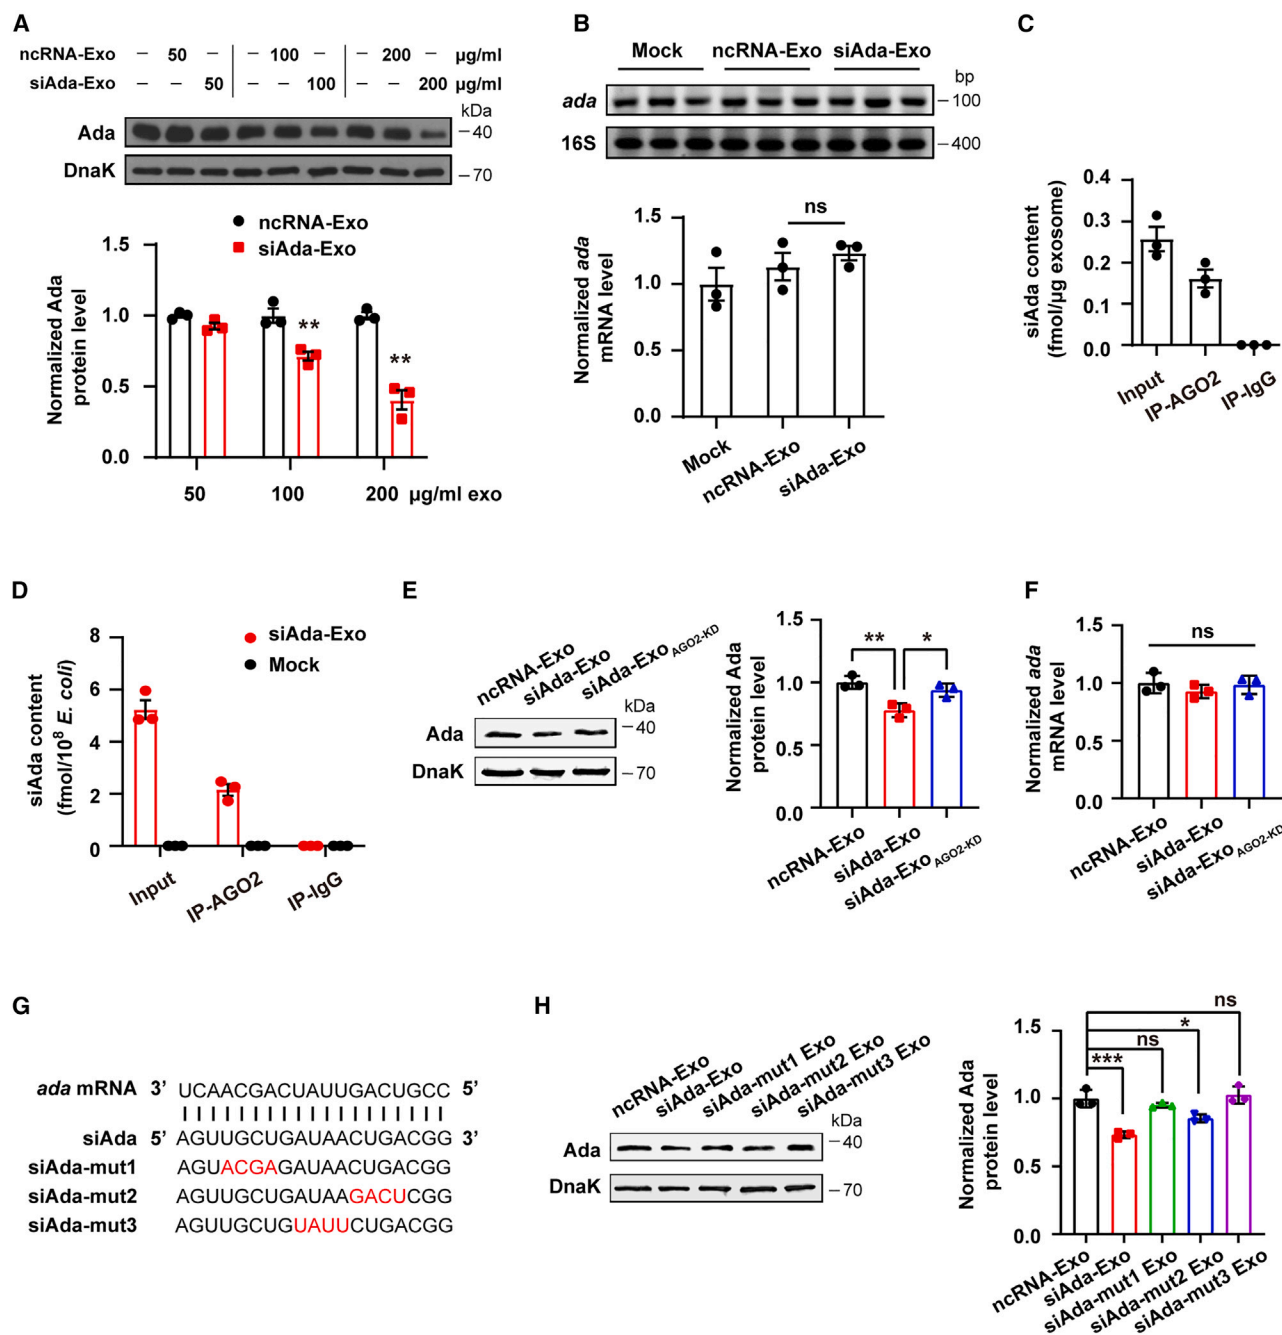 A
ncRNA-Exo – 50 – – 100 – – 200 – µg/ml
siAda-Exo – – 50 – – 100 – – 200 µg/ml
kDa
Ada –40
DnaK –70
ncRNA-Exo
siAda-Exo
Normalized Ada
protein level
1.5
1.0
0.5
0.0
**
**
50 100 200 µg/ml exo
B
Mock ncRNA-Exo siAda-Exo
bp
ada –100
16S –400
Normalized ada
mRNA level
1.5
1.0
0.5
0.0
ns
Mock
ncRNA-Exo
siAda-Exo
C
siAda content
(fmol/µg exosome)
0.4
0.3
0.2
0.1
0.0
Input
IP-AGO2
IP-IgG
D
siAda content
(fmol/10⁸ E. coli)
8
6
4
2
0
siAda-Exo
Mock
Input
IP-AGO2
IP-IgG
E
ncRNA-Exo
siAda-Exo
siAda-Exo AGO2-KD
kDa
Ada –40
DnaK –70
Normalized Ada
protein level
1.5
1.0
0.5
0.0
** *
ncRNA-Exo
siAda-Exo
siAda-Exo AGO2-KD
F
Normalized ada
mRNA level
1.5
1.0
0.5
0.0
ns
ncRNA-Exo
siAda-Exo
siAda-Exo AGO2-KD
G
ada mRNA 3’ UCAACGACUAUUGACUGCC 5’
siAda 5’ AGUUGCUGAUAACUGACGG 3’
siAda-mut1 AGUACGAGAUAACUGACGG
siAda-mut2 AGUUGCUGAUAAGACUCGG
siAda-mut3 AGUUGCUGUAUUCUGACGG
H
ncRNA-Exo
siAda-Exo
siAda-mut1 Exo
siAda-mut2 Exo
siAda-mut3 Exo
kDa
Ada –40
DnaK –70
Normalized Ada
protein level
1.5
1.0
0.5
0.0
ns
*
ns
***
ncRNA-Exo
siAda-Exo
siAda-mut1 Exo
siAda-mut2 Exo
siAda-mut3 Exo